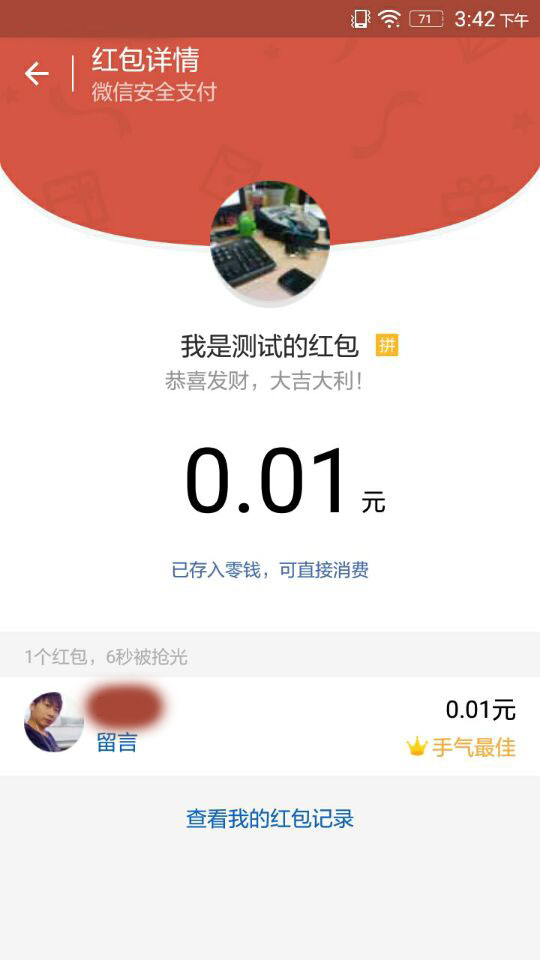 71 3:42 下午
红包详情
微信安全支付
我是测试的红包 拼
恭喜发财，大吉大利！
0.01 元
已存入零钱，可直接消费
1个红包，6秒被抢光
0.01元
留言
手气最佳
查看我的红包记录